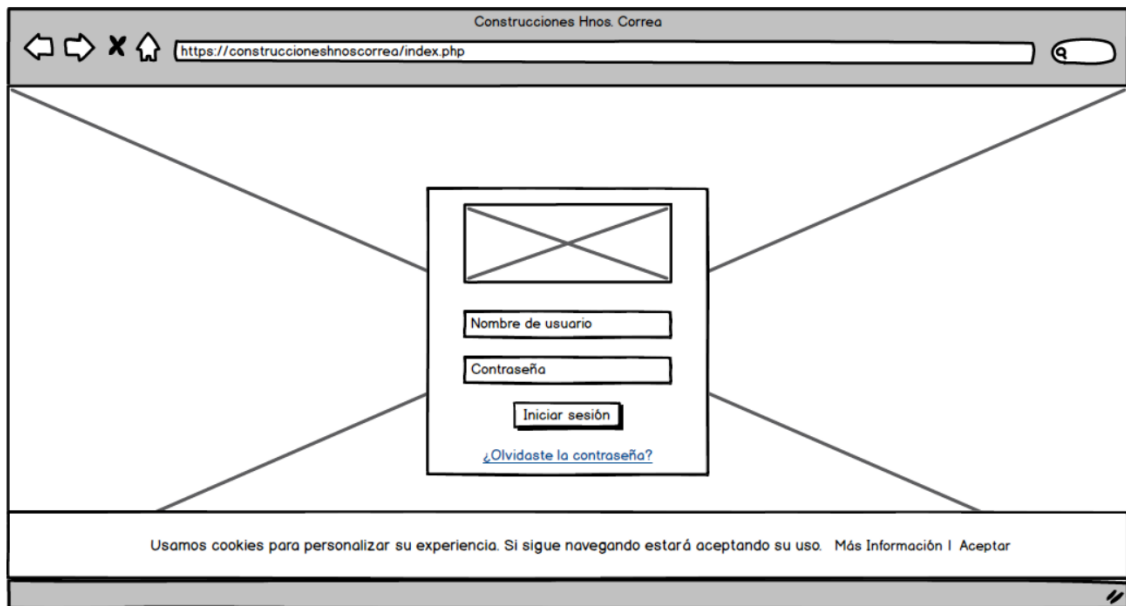 Construcciones Hnos. Correa
https://construccioneshnoscorrea/index.php
Nombre de usuario
Contraseña
Iniciar sesión
¿Olvidaste la contraseña?
Usamos cookies para personalizar su experiencia. Si sigue navegando estará aceptando su uso. Más Información | Aceptar